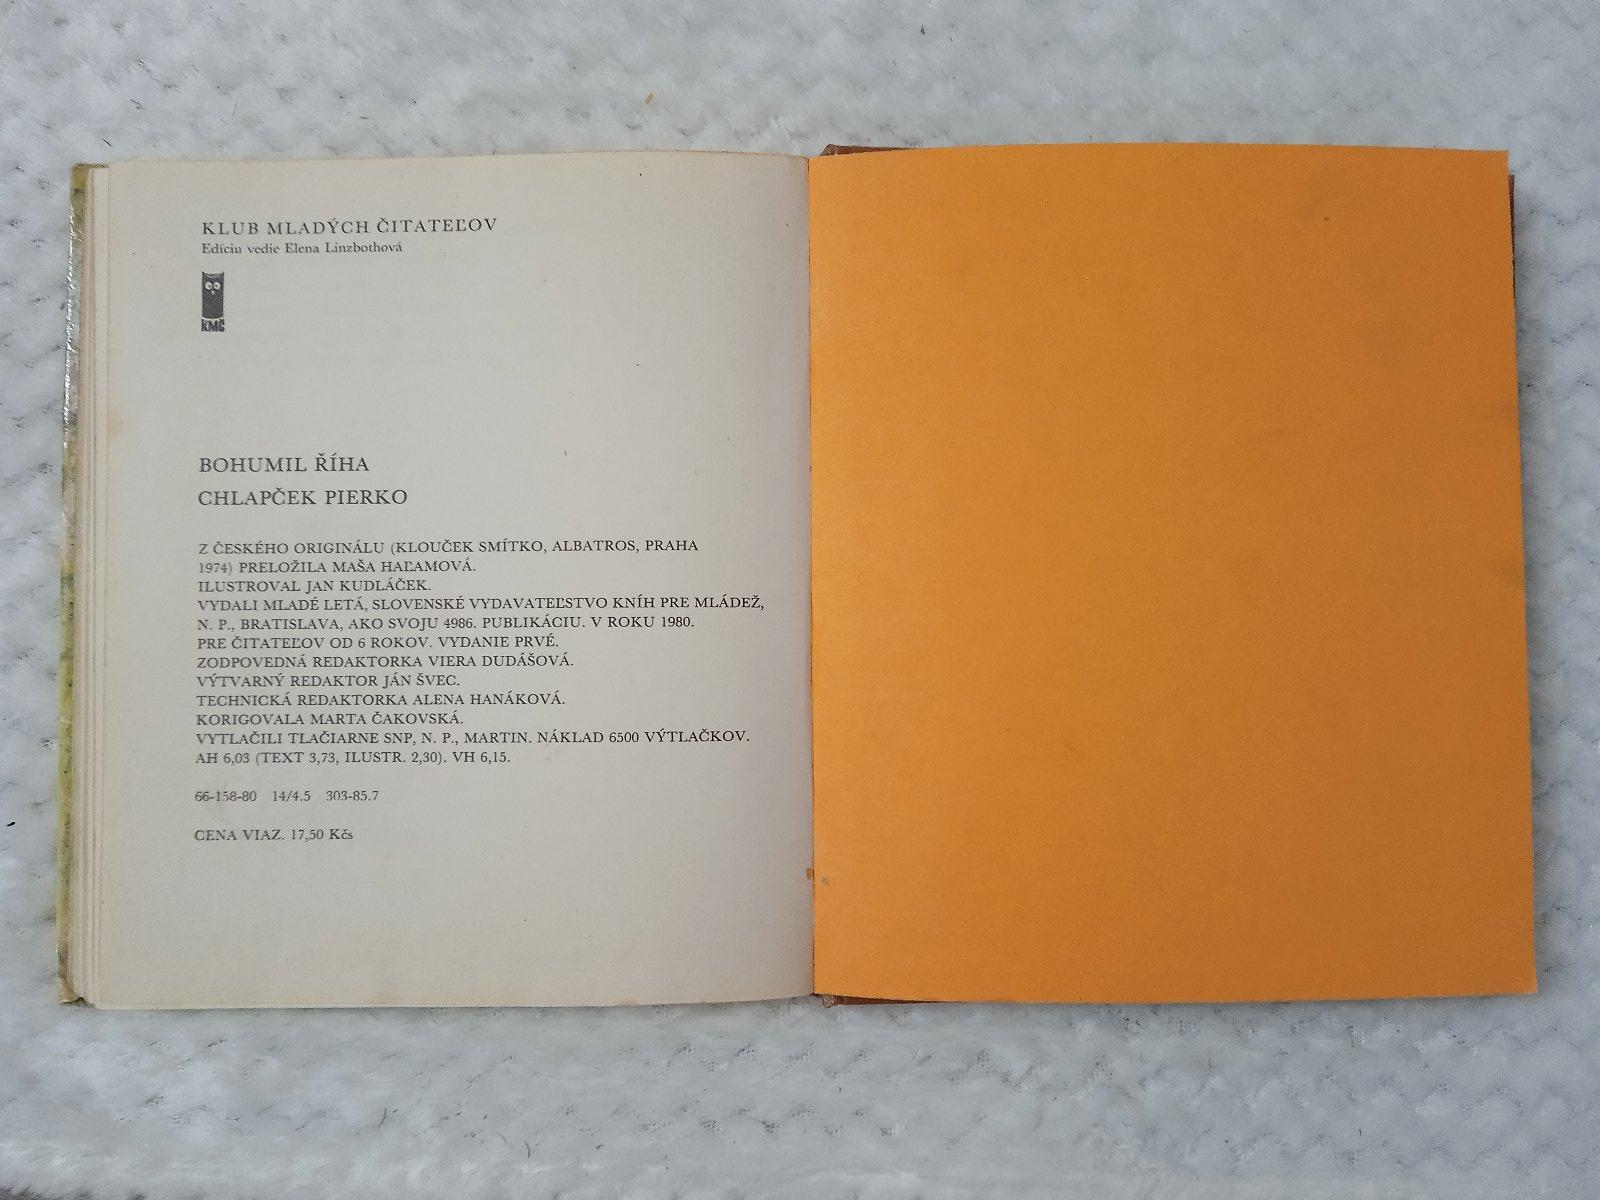 KLUB MLADÝCH ČITATEĽOV
Edíciu vedie Elena Linzbothová
KMČ
BOHUMIL ŘÍHA
CHLAPČEK PIERKO
Z ČESKÉHO ORIGINÁLU (KLOUČEK SMÍTKO, ALBATROS, PRAHA
1974) PRELOŽILA MAŠA HAĽAMOVÁ.
ILUSTROVAL JAN KUDLÁČEK.
VYDALI MLADÉ LETÁ, SLOVENSKÉ VYDAVATEĽSTVO KNÍH PRE MLÁDEŽ,
N. P., BRATISLAVA, AKO SVOJU 4986. PUBLIKÁCIU. V ROKU 1980.
PRE ČITATEĽOV OD 6 ROKOV. VYDANIE PRVÉ.
ZODPOVEDNÁ REDAKTORKA VIERA DUDÁŠOVÁ.
VÝTVARNÝ REDAKTOR JÁN ŠVEC.
TECHNICKÁ REDAKTORKA ALENA HANÁKOVÁ.
KORIGOVALA MARTA ČAKOVSKÁ.
VYTLAČILI TLAČIARNE SNP, N. P., MARTIN. NÁKLAD 6500 VÝTLAČKOV.
AH 6,03 (TEXT 3,73, ILUSTR. 2,30). VH 6,15.
66-158-80 14/4.5 303-85.7
CENA VIAZ. 17,50 Kčs